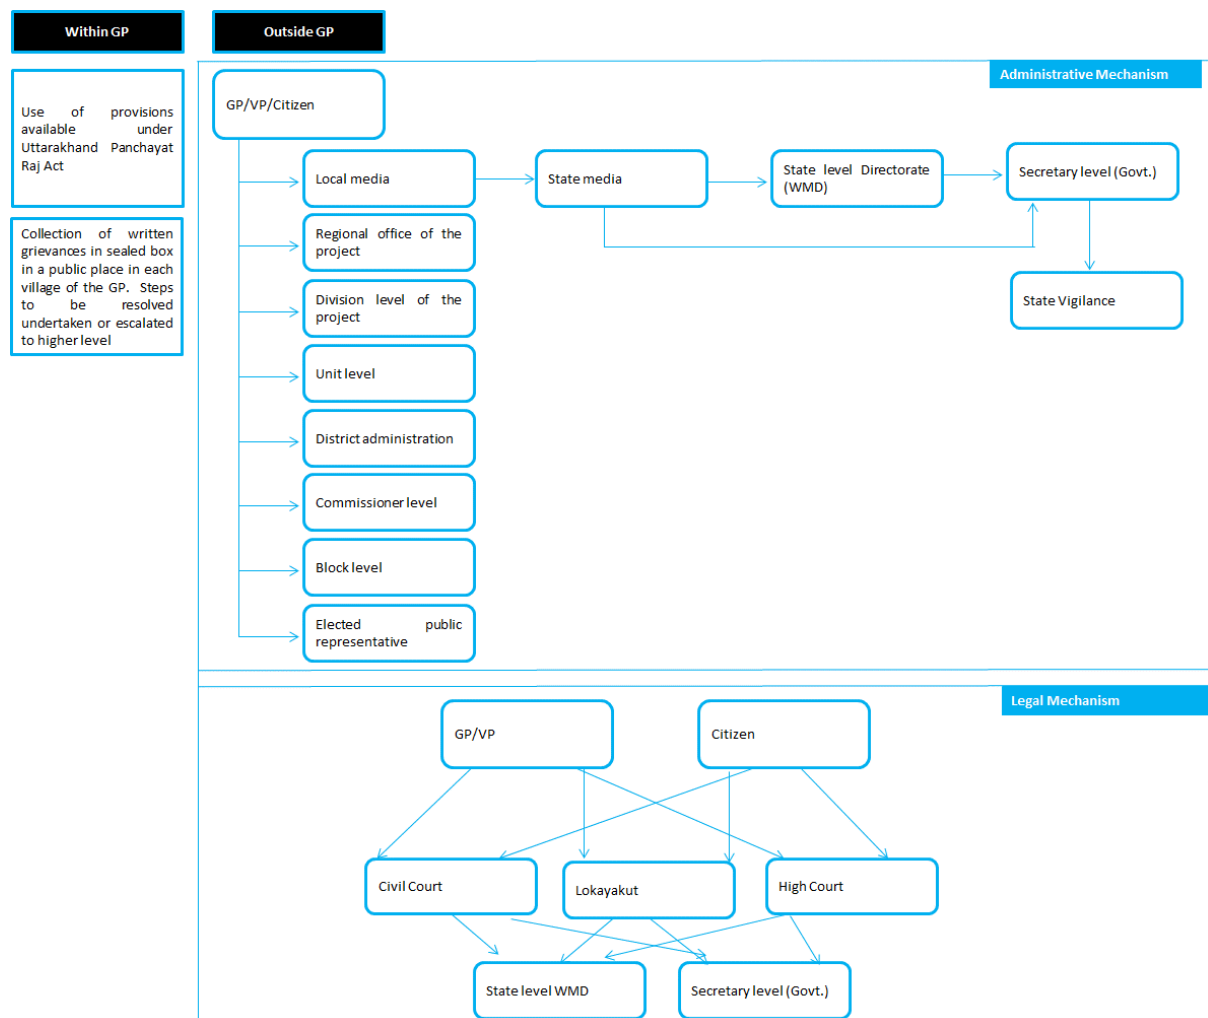 Within GP
Outside GP
Use of provisions
available under
Uttarakhand Panchayat
Raj Act
Collection of written
grievances in sealed box
in a public place in each
village of the GP. Steps
to be resolved
undertaken or escalated
to higher level
Administrative Mechanism
GP/VP/Citizen
Local media
State media
State level Directorate
(WMD)
Secretary level (Govt.)
Regional office of the
project
Division level of the
project
State Vigilance
Unit level
District administration
Commissioner level
Block level
Elected public
representative
Legal Mechanism
GP/VP
Citizen
Civil Court
Lokayakut
High Court
State level WMD
Secretary level (Govt.)